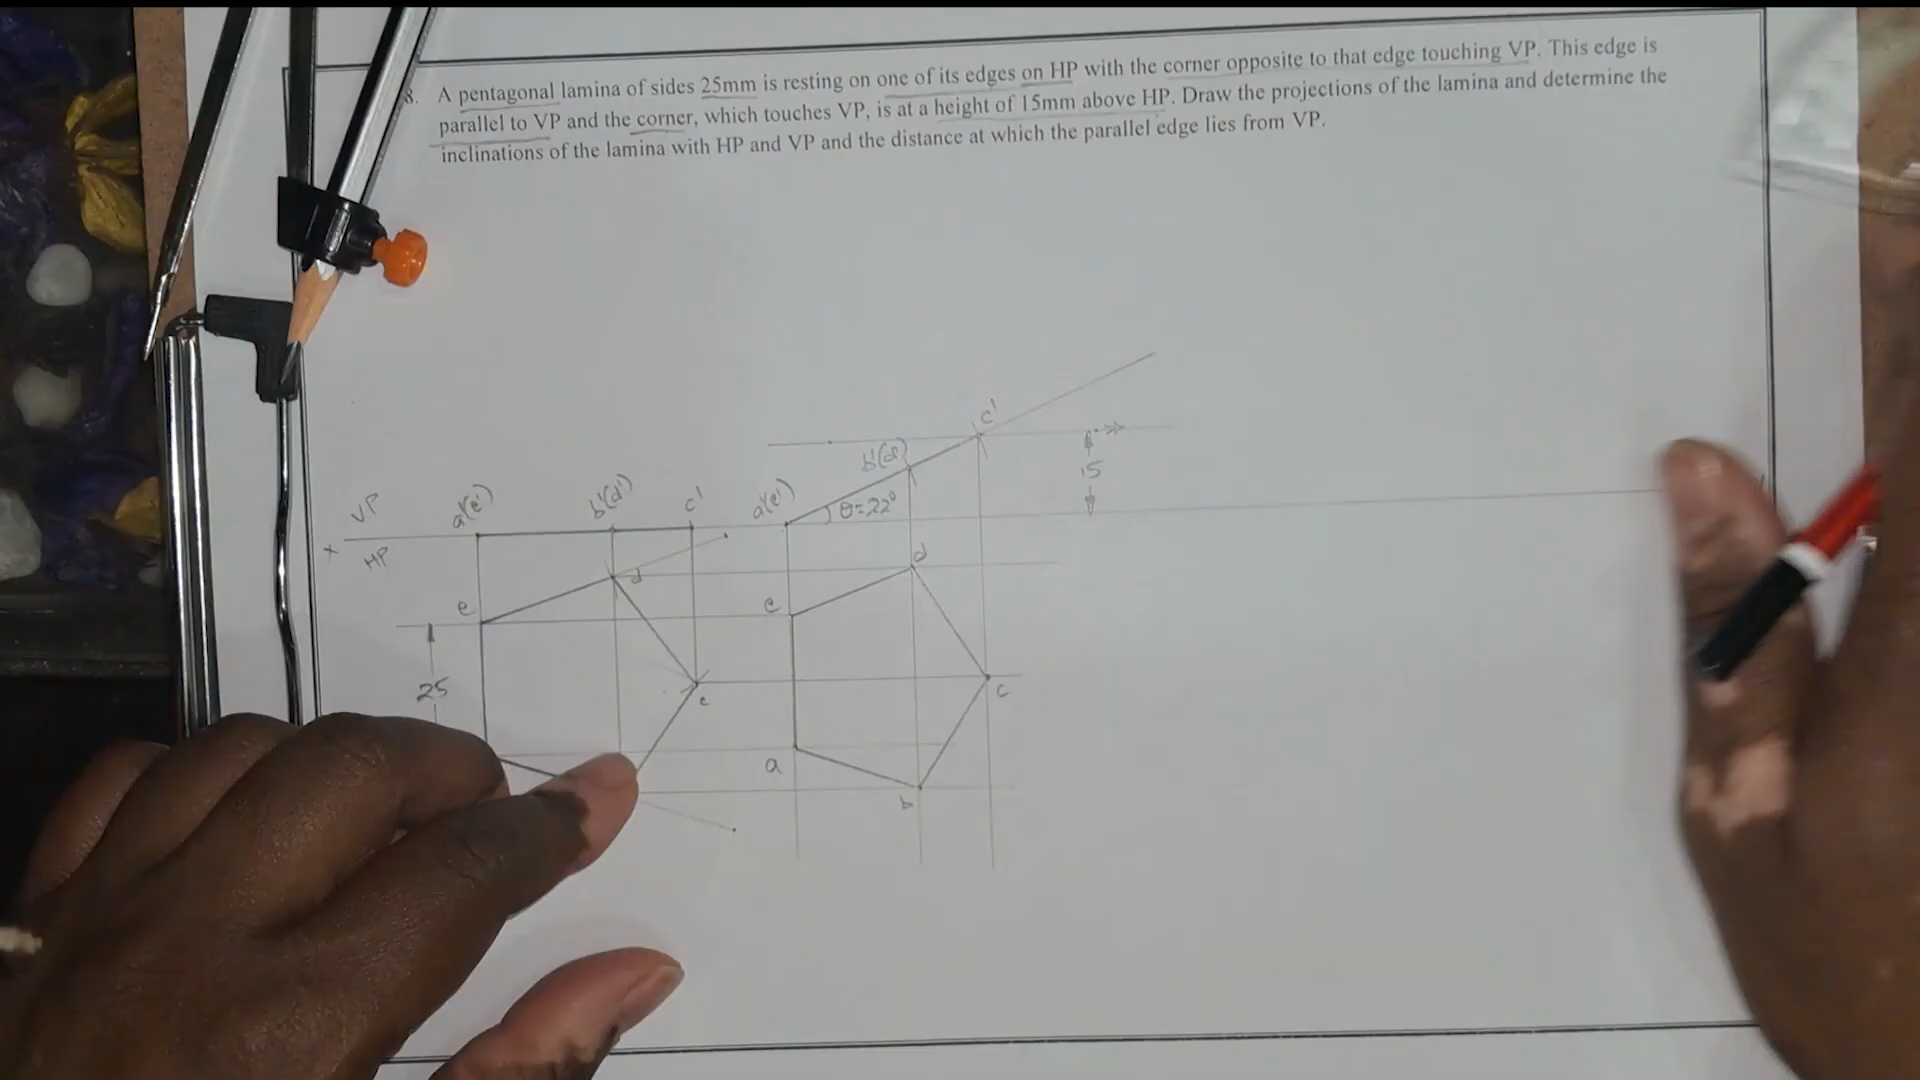 8. A pentagonal lamina of sides 25mm is resting on one of its edges on HP with the corner opposite to that edge touching VP. This edge is
parallel to VP and the corner, which touches VP, is at a height of 15mm above HP. Draw the projections of the lamina and determine the
inclinations of the lamina with HP and VP and the distance at which the parallel edge lies from VP.
c'
b'(d')
15
a'(e') b'(d') c' a'(e') θ=22°
VP
X
HP
d d
e e
25
c c
a
b